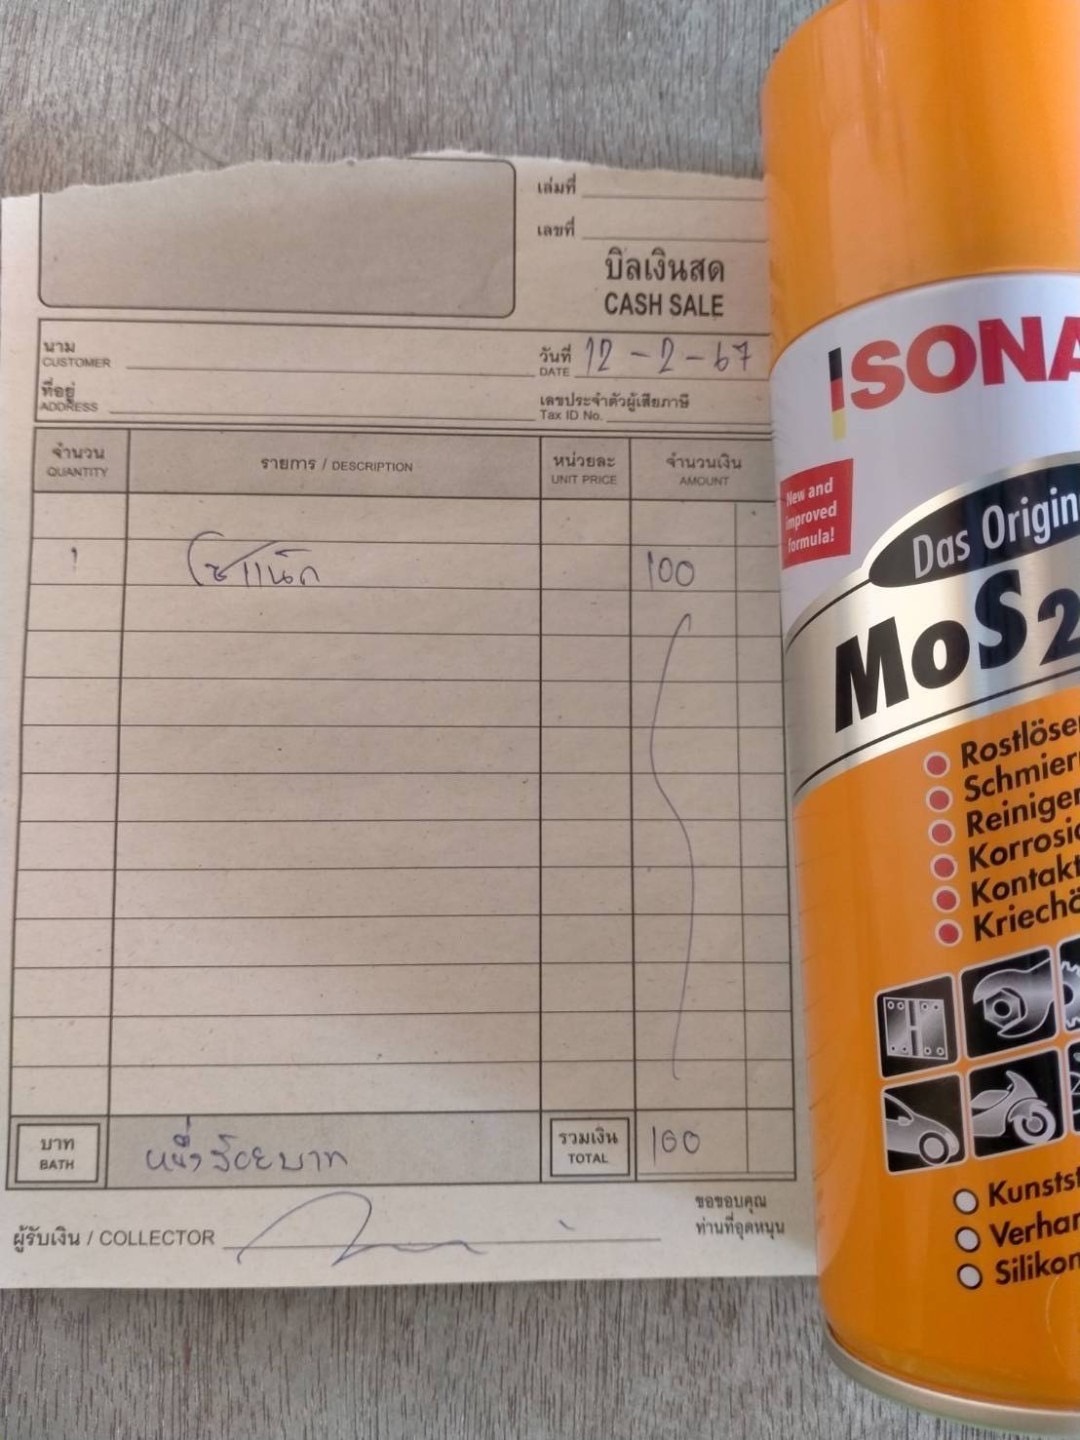 เล่มที่
เลขที่
บิลเงินสด
CASH SALE
นาม
CUSTOMER
วันที่ 12 - 2 - 67
DATE
ที่อยู่
ADDRESS
เลขประจำตัวผู้เสียภาษี
Tax ID No.
จำนวน
QUANTITY
รายการ / DESCRIPTION
หน่วยละ
UNIT PRICE
จำนวนเงิน
AMOUNT
1 โซแน็ก 100
บาท
BATH
หนึ่งร้อยบาท
รวมเงิน
TOTAL
100
ผู้รับเงิน / COLLECTOR
ขอขอบคุณ
ท่านที่อุดหนุน
SONA
New and
improved
formula!
Das Origin
MoS2
Rostlöse
Schmier
Reiniger
Korrosio
Kontakt
Kriechö
Kunstst
Verhar
Silikon